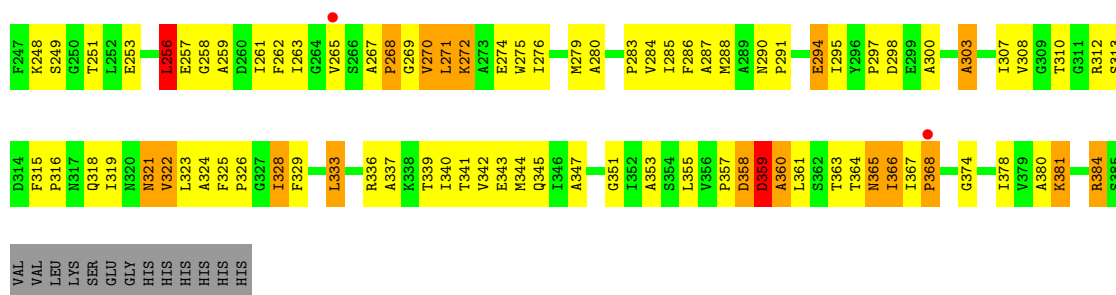 F247 K248 S249 G250 T251 L252 E253 L256 E257 G258 A259 D260 I261 F262 I263 G264 V265 S266 A267 P268 G269 V270 L271 K272 A273 E274 W275 I276 M279 A280 P283 V284 I285 F286 A287 M288 A289 N290 P291 E294 I295 Y296 P297 D298 E299 A300 A303 I307 V308 G309 T310 G311 R312 S313
D314 F315 P316 N317 Q318 I319 N320 N321 V322 L323 A324 F325 P326 G327 I328 F329 L333 R336 A337 K338 T339 I340 T341 V342 E343 M344 Q345 I346 A347 G351 I352 A353 S354 L355 V356 P357 D358 D359 A360 L361 S362 T363 T364 N365 I366 I367 P368 G374 I378 V379 A380 K381 R384 S385
VAL VAL LEU LYS SER GLU GLY HIS HIS HIS HIS HIS HIS